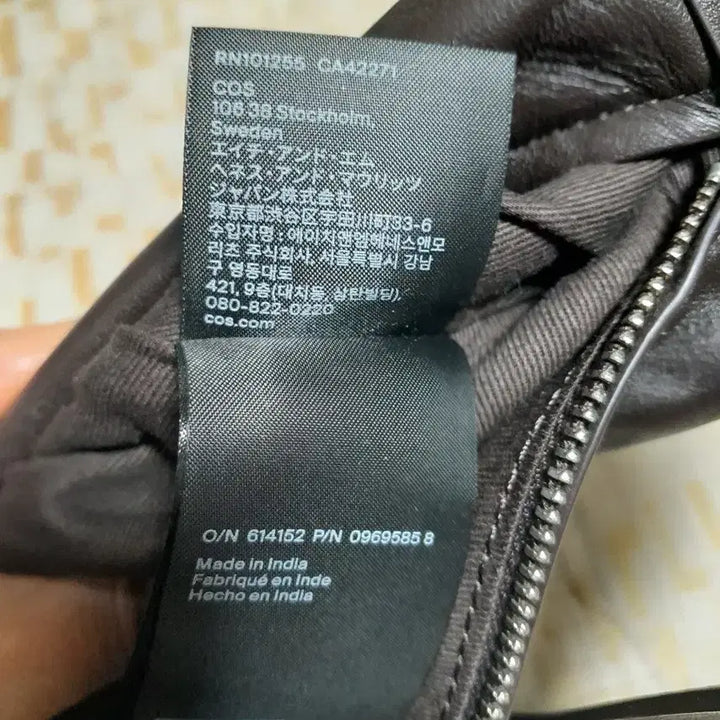 RN101255 CA42271
COS
106 38 Stockholm,
Sweden
エイチ・アンド・エム
ヘネス・アンド・マウリッツ
ジャパン株式会社
東京都渋谷区宇田川町33-6
수입자명: 에이치앤엠헤네스앤모
리츠 주식회사, 서울특별시 강남
구 영동대로
421, 9층(대치동, 삼탄빌딩),
080-822-0220
cos.com
O/N 614152 P/N 0969585 8
Made in India
Fabriqué en Inde
Hecho en India